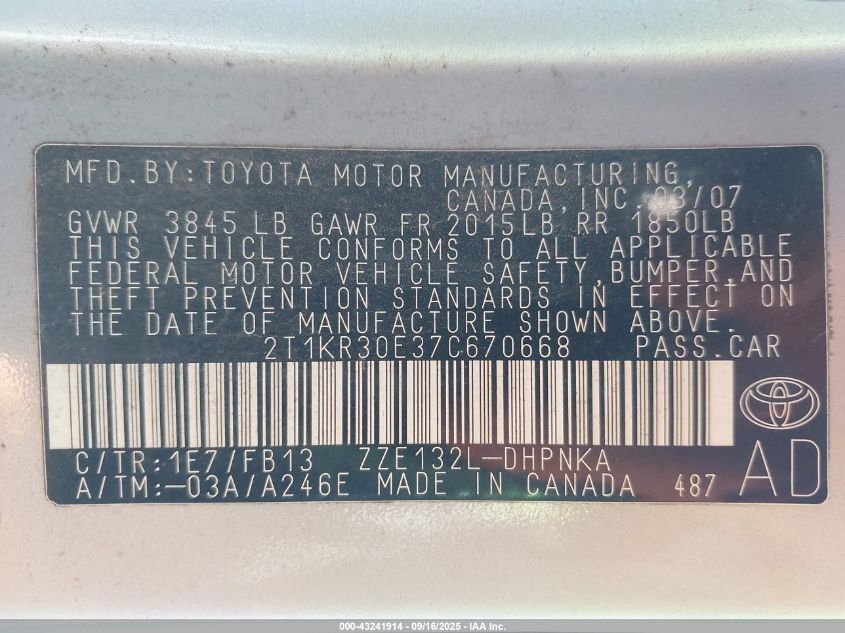 MFD.BY:TOYOTA MOTOR MANUFACTURING,
CANADA,INC. 03/07
GVWR 3845 LB GAWR FR 2015LB RR 1850LB
THIS VEHICLE CONFORMS TO ALL APPLICABLE
FEDERAL MOTOR VEHICLE SAFETY,BUMPER,AND
THEFT PREVENTION STANDARDS IN EFFECT ON
THE DATE OF MANUFACTURE SHOWN ABOVE.
2T1KR30E37C670668 PASS.CAR
C/TR:1E7/FB13 ZZE132L-DHPNKA
A/TM:-03A/A246E MADE IN CANADA 487 AD
000-43241914 - 09/16/2025 - IAA Inc.